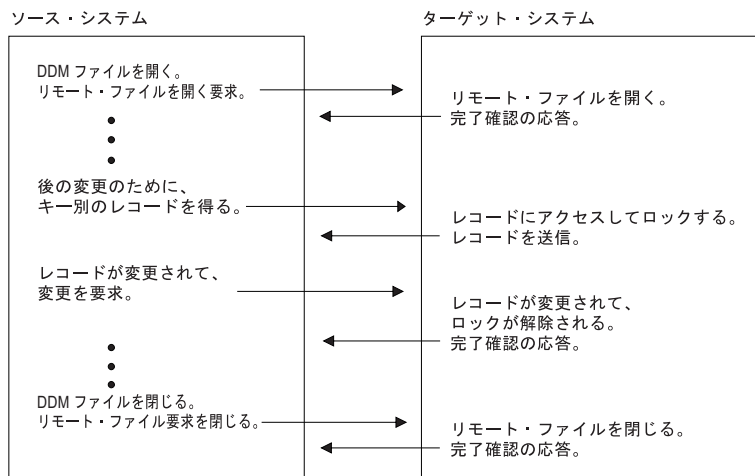 ソース・システム
ターゲット・システム
DDM ファイルを開く。
リモート・ファイルを開く要求。
リモート・ファイルを開く。
完了確認の応答。
後の変更のために、
キー別のレコードを得る。
レコードにアクセスしてロックする。
レコードを送信。
レコードが変更されて、
変更を要求。
レコードが変更されて、
ロックが解除される。
完了確認の応答。
DDM ファイルを閉じる。
リモート・ファイル要求を閉じる。
リモート・ファイルを閉じる。
完了確認の応答。